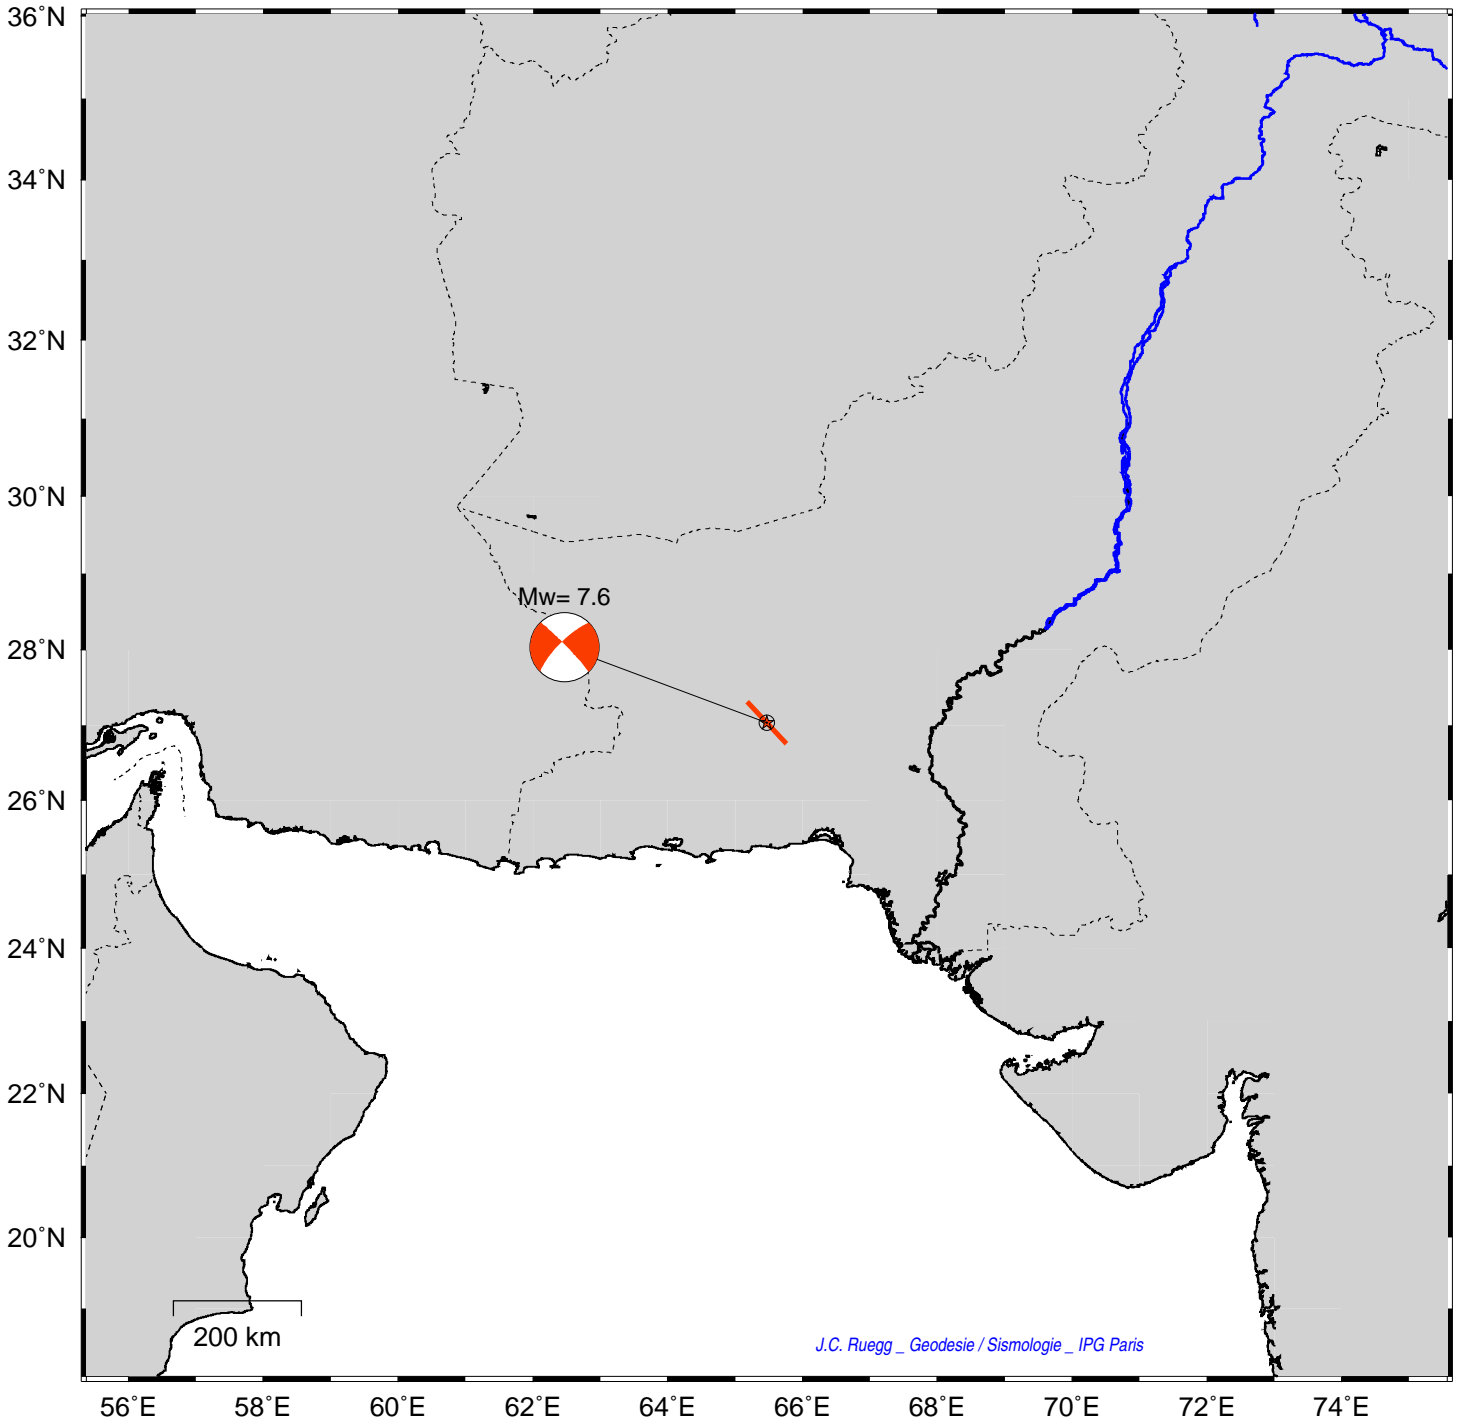 36°N
34°N
32°N
30°N
Mw= 7.6
28°N
26°N
24°N
22°N
20°N
200 km
J.C. Ruegg _ Geodesie / Sismologie _ IPG Paris
56°E 58°E 60°E 62°E 64°E 66°E 68°E 70°E 72°E 74°E